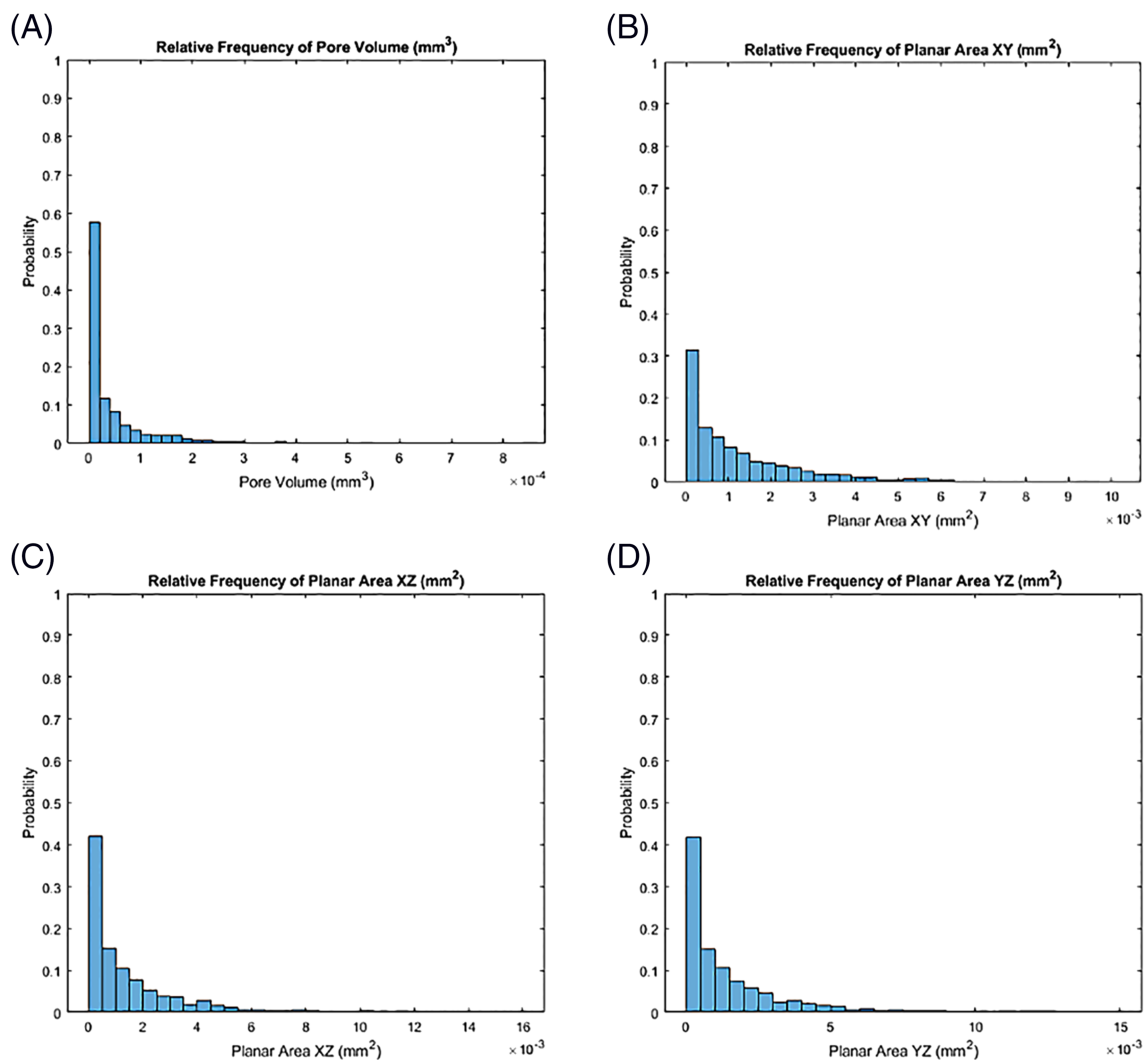 (A)
Relative Frequency of Pore Volume (mm³)
1
0.9
0.8
0.7
0.6
0.5
0.4
0.3
0.2
0.1
0
Probability
0 1 2 3 4 5 6 7 8
Pore Volume (mm³) ×10⁻⁴
(B)
Relative Frequency of Planar Area XY (mm²)
1
0.9
0.8
0.7
0.6
0.5
0.4
0.3
0.2
0.1
0
Probability
0 1 2 3 4 5 6 7 8 9 10
Planar Area XY (mm²) ×10⁻³
(C)
Relative Frequency of Planar Area XZ (mm²)
1
0.9
0.8
0.7
0.6
0.5
0.4
0.3
0.2
0.1
0
Probability
0 2 4 6 8 10 12 14 16
Planar Area XZ (mm²) ×10⁻³
(D)
Relative Frequency of Planar Area YZ (mm²)
1
0.9
0.8
0.7
0.6
0.5
0.4
0.3
0.2
0.1
0
Probability
0 5 10 15
Planar Area YZ (mm²) ×10⁻³